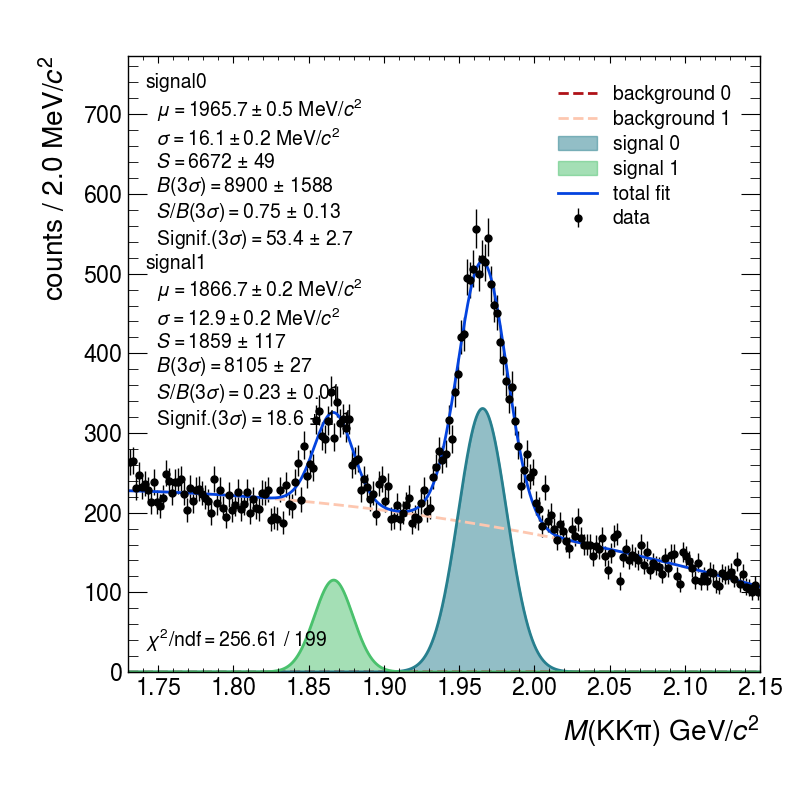 counts / 2.0 MeV/c²
signal0
μ = 1965.7 ± 0.5 MeV/c²
σ = 16.1 ± 0.2 MeV/c²
S = 6672 ± 49
B(3σ) = 8900 ± 1588
S/B(3σ) = 0.75 ± 0.13
Signif.(3σ) = 53.4 ± 2.7
signal1
μ = 1866.7 ± 0.2 MeV/c²
σ = 12.9 ± 0.2 MeV/c²
S = 1859 ± 117
B(3σ) = 8105 ± 27
S/B(3σ) = 0.23 ± 0.0
Signif.(3σ) = 18.6 ±
χ²/ndf = 256.61 / 199
background 0
background 1
signal 0
signal 1
total fit
data
700
600
500
400
300
200
100
0
1.75 1.80 1.85 1.90 1.95 2.00 2.05 2.10 2.15
M(KKπ) GeV/c²